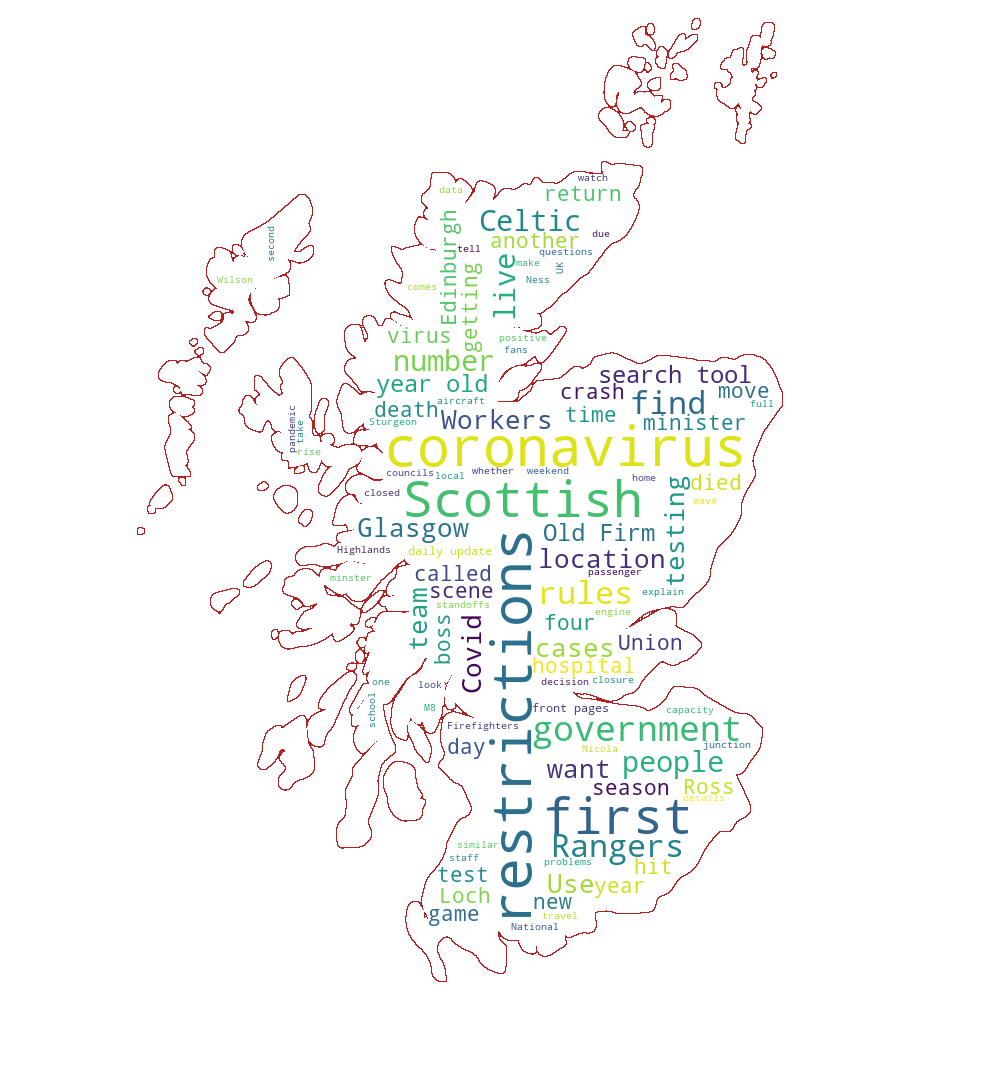 watch
data
return
Celtic
Edinburgh
second
another
due
tell
questions
live
make
UK
getting
Wilson
Ness
comes
virus
positive
fans
number
search tool
year old
crash
move
find
aircraft
full
death
Workers
time
minister
Sturgeon
pandemic
take
coronavirus
rise
councils
local
whether
weekend
home
died
Scottish
closed
testing
wave
Glasgow
Old Firm
Highlands
daily update
location
called
passenger
minster
scene
rules
explain
standoffs
team
engine
boss
four
Covid
restrictions
Union
cases
hospital
one
look
decision
closure
school
M8
front pages
capacity
Firefighters
government
day
Nicola
junction
want
people
season
Ross
details
first
similar
Rangers
staff
problems
hit
test
Use
year
Loch
new
game
travel
National